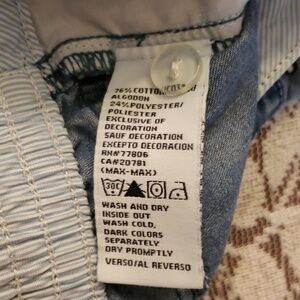 76% COTTON/
ALGODON
24% POLYESTER/
POLIESTER
EXCLUSIVE OF
DECORATION
SAUF DECORATION
EXCEPTO DECORACION
RN#77806
CA#20781
(MAX-MAX)
30C
WASH AND DRY
INSIDE OUT
WASH COLD,
DARK COLORS
SEPARATELY
DRY PROMPTLY
VERSO/AL REVERSO